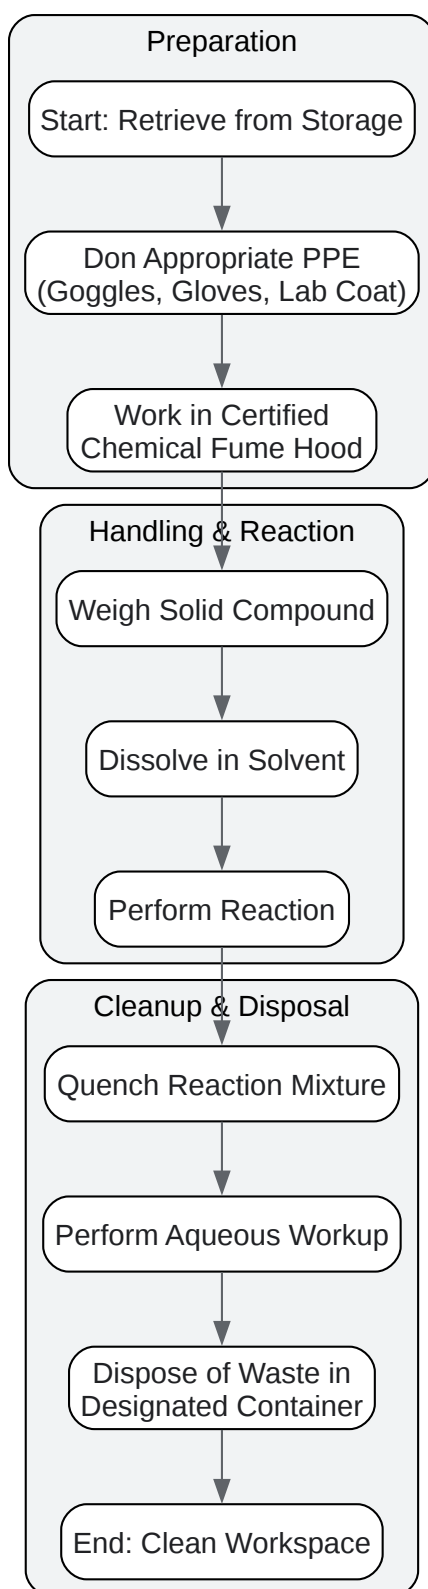 Preparation
Start: Retrieve from Storage
Don Appropriate PPE
(Goggles, Gloves, Lab Coat)
Work in Certified
Chemical Fume Hood
Handling & Reaction
Weigh Solid Compound
Dissolve in Solvent
Perform Reaction
Cleanup & Disposal
Quench Reaction Mixture
Perform Aqueous Workup
Dispose of Waste in
Designated Container
End: Clean Workspace